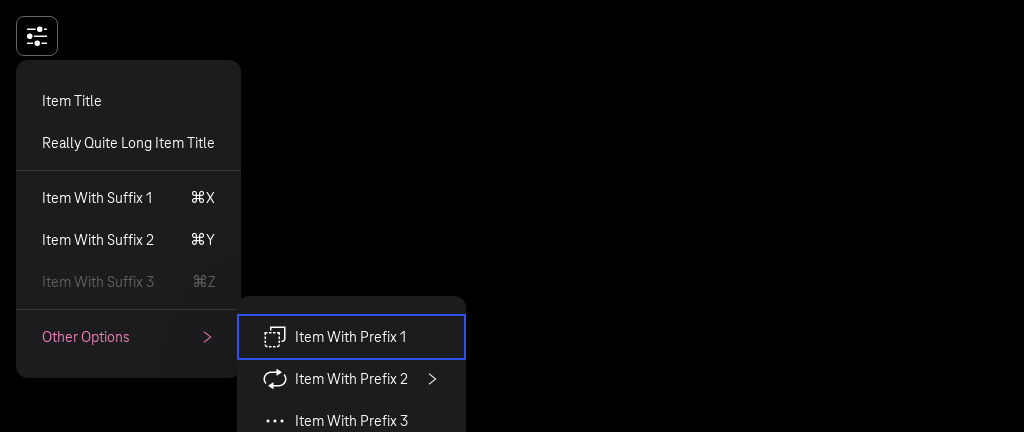 Item Title
Really Quite Long Item Title
Item With Suffix 1 ⌘X
Item With Suffix 2 ⌘Y
Item With Suffix 3 ⌘Z
Other Options
Item With Prefix 1
Item With Prefix 2
Item With Prefix 3